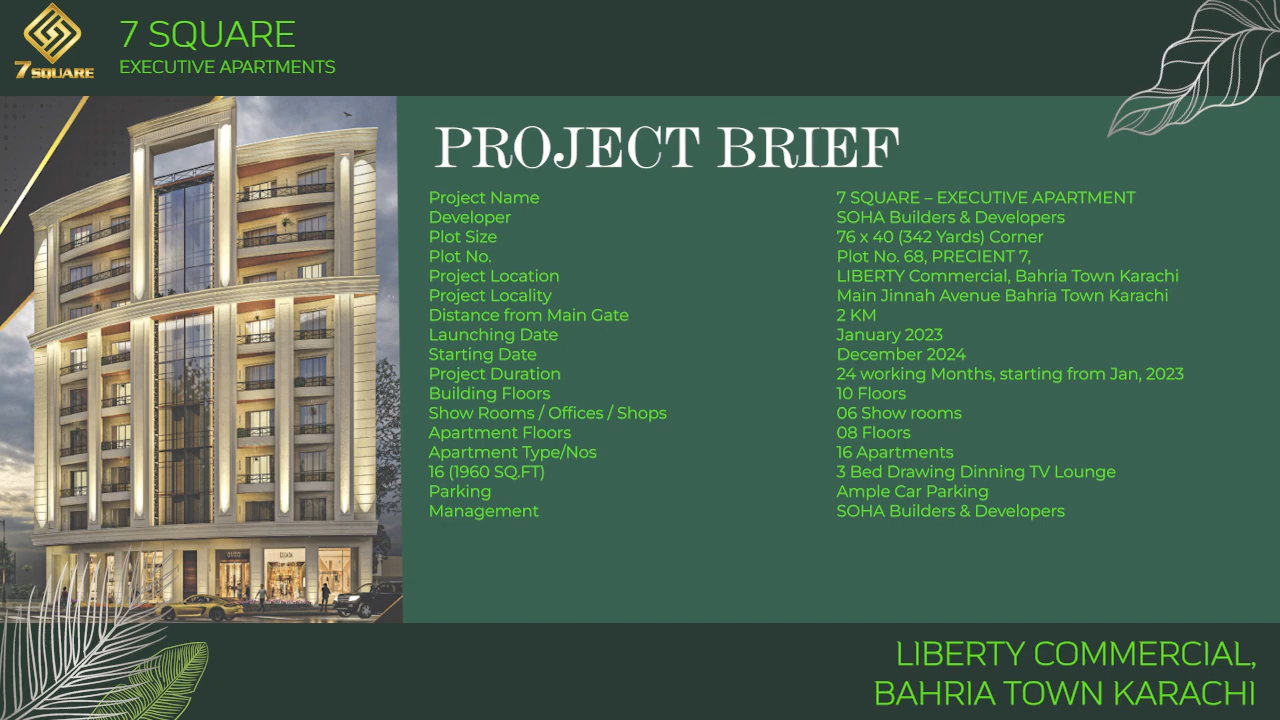 7 SQUARE
7 SQUARE
EXECUTIVE APARTMENTS
PROJECT BRIEF
Project Name 7 SQUARE – EXECUTIVE APARTMENT
Developer SOHA Builders & Developers
Plot Size 76 x 40 (342 Yards) Corner
Plot No. Plot No. 68, PRECIENT 7,
Project Location LIBERTY Commercial, Bahria Town Karachi
Project Locality Main Jinnah Avenue Bahria Town Karachi
Distance from Main Gate 2 KM
Launching Date January 2023
Starting Date December 2024
Project Duration 24 working Months, starting from Jan, 2023
Building Floors 10 Floors
Show Rooms / Offices / Shops 06 Show rooms
Apartment Floors 08 Floors
Apartment Type/Nos 16 Apartments
16 (1960 SQ.FT) 3 Bed Drawing Dinning TV Lounge
Parking Ample Car Parking
Management SOHA Builders & Developers
LIBERTY COMMERCIAL,
BAHRIA TOWN KARACHI